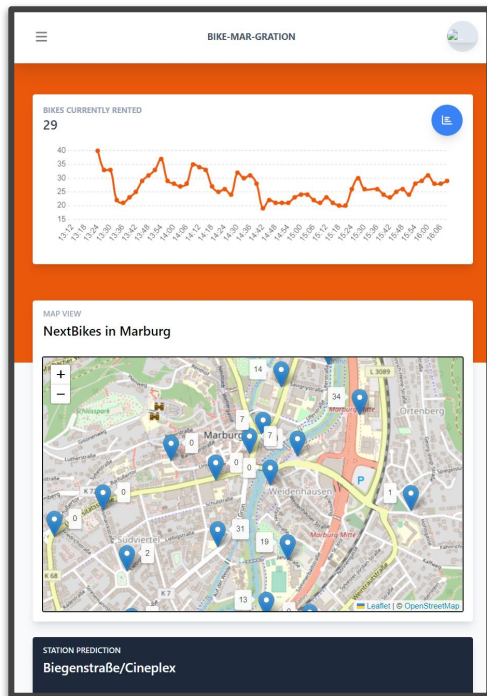 BIKE-MAR-GRATION
BIKES CURRENTLY RENTED
29
40
35
30
25
20
15
13:12
13:18
13:24
13:30
13:36
13:42
13:48
13:54
14:00
14:06
14:12
14:18
14:24
14:30
14:36
14:42
14:48
14:54
15:00
15:06
15:12
15:18
15:24
15:30
15:36
15:42
15:48
15:54
16:00
16:06
MAP VIEW
NextBikes in Marburg
+
−
14
L 3089
34
Schlosspark
Marburg Mitte
Ortenberg
7
Marburg
7
0
0
0
K 72
0
Weidenhausen
P
1
0
31
Südviertel
19
Marburg Mitte
2
K 68
K 7
13
Leaflet | © OpenStreetMap
STATION PREDICTION
Biegenstraße/Cineplex